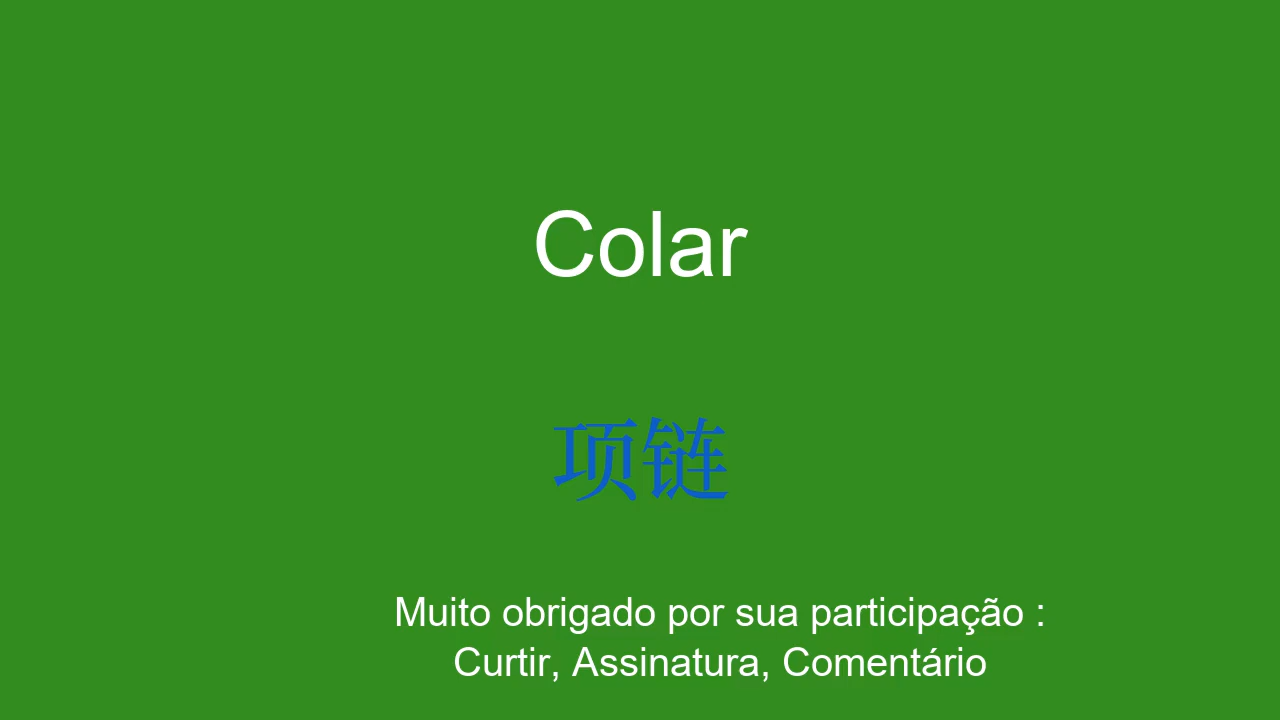 Colar
项链
Muito obrigado por sua participação :
Curtir, Assinatura, Comentário